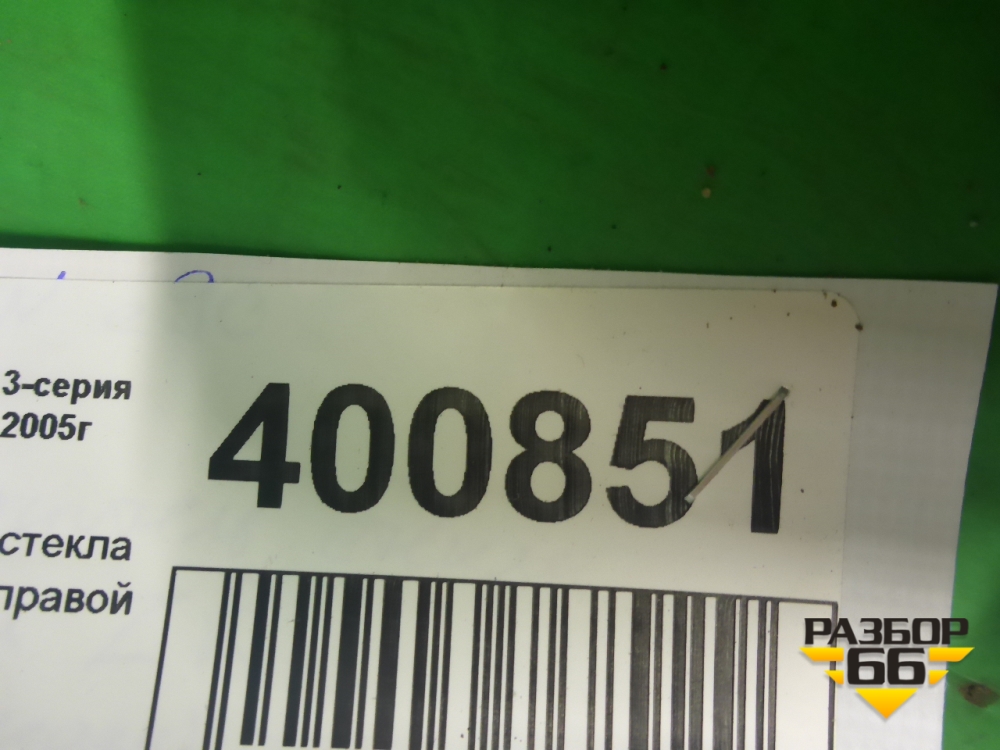 3-серия
2005г
400851
стекла
правой
РАЗБОР
66